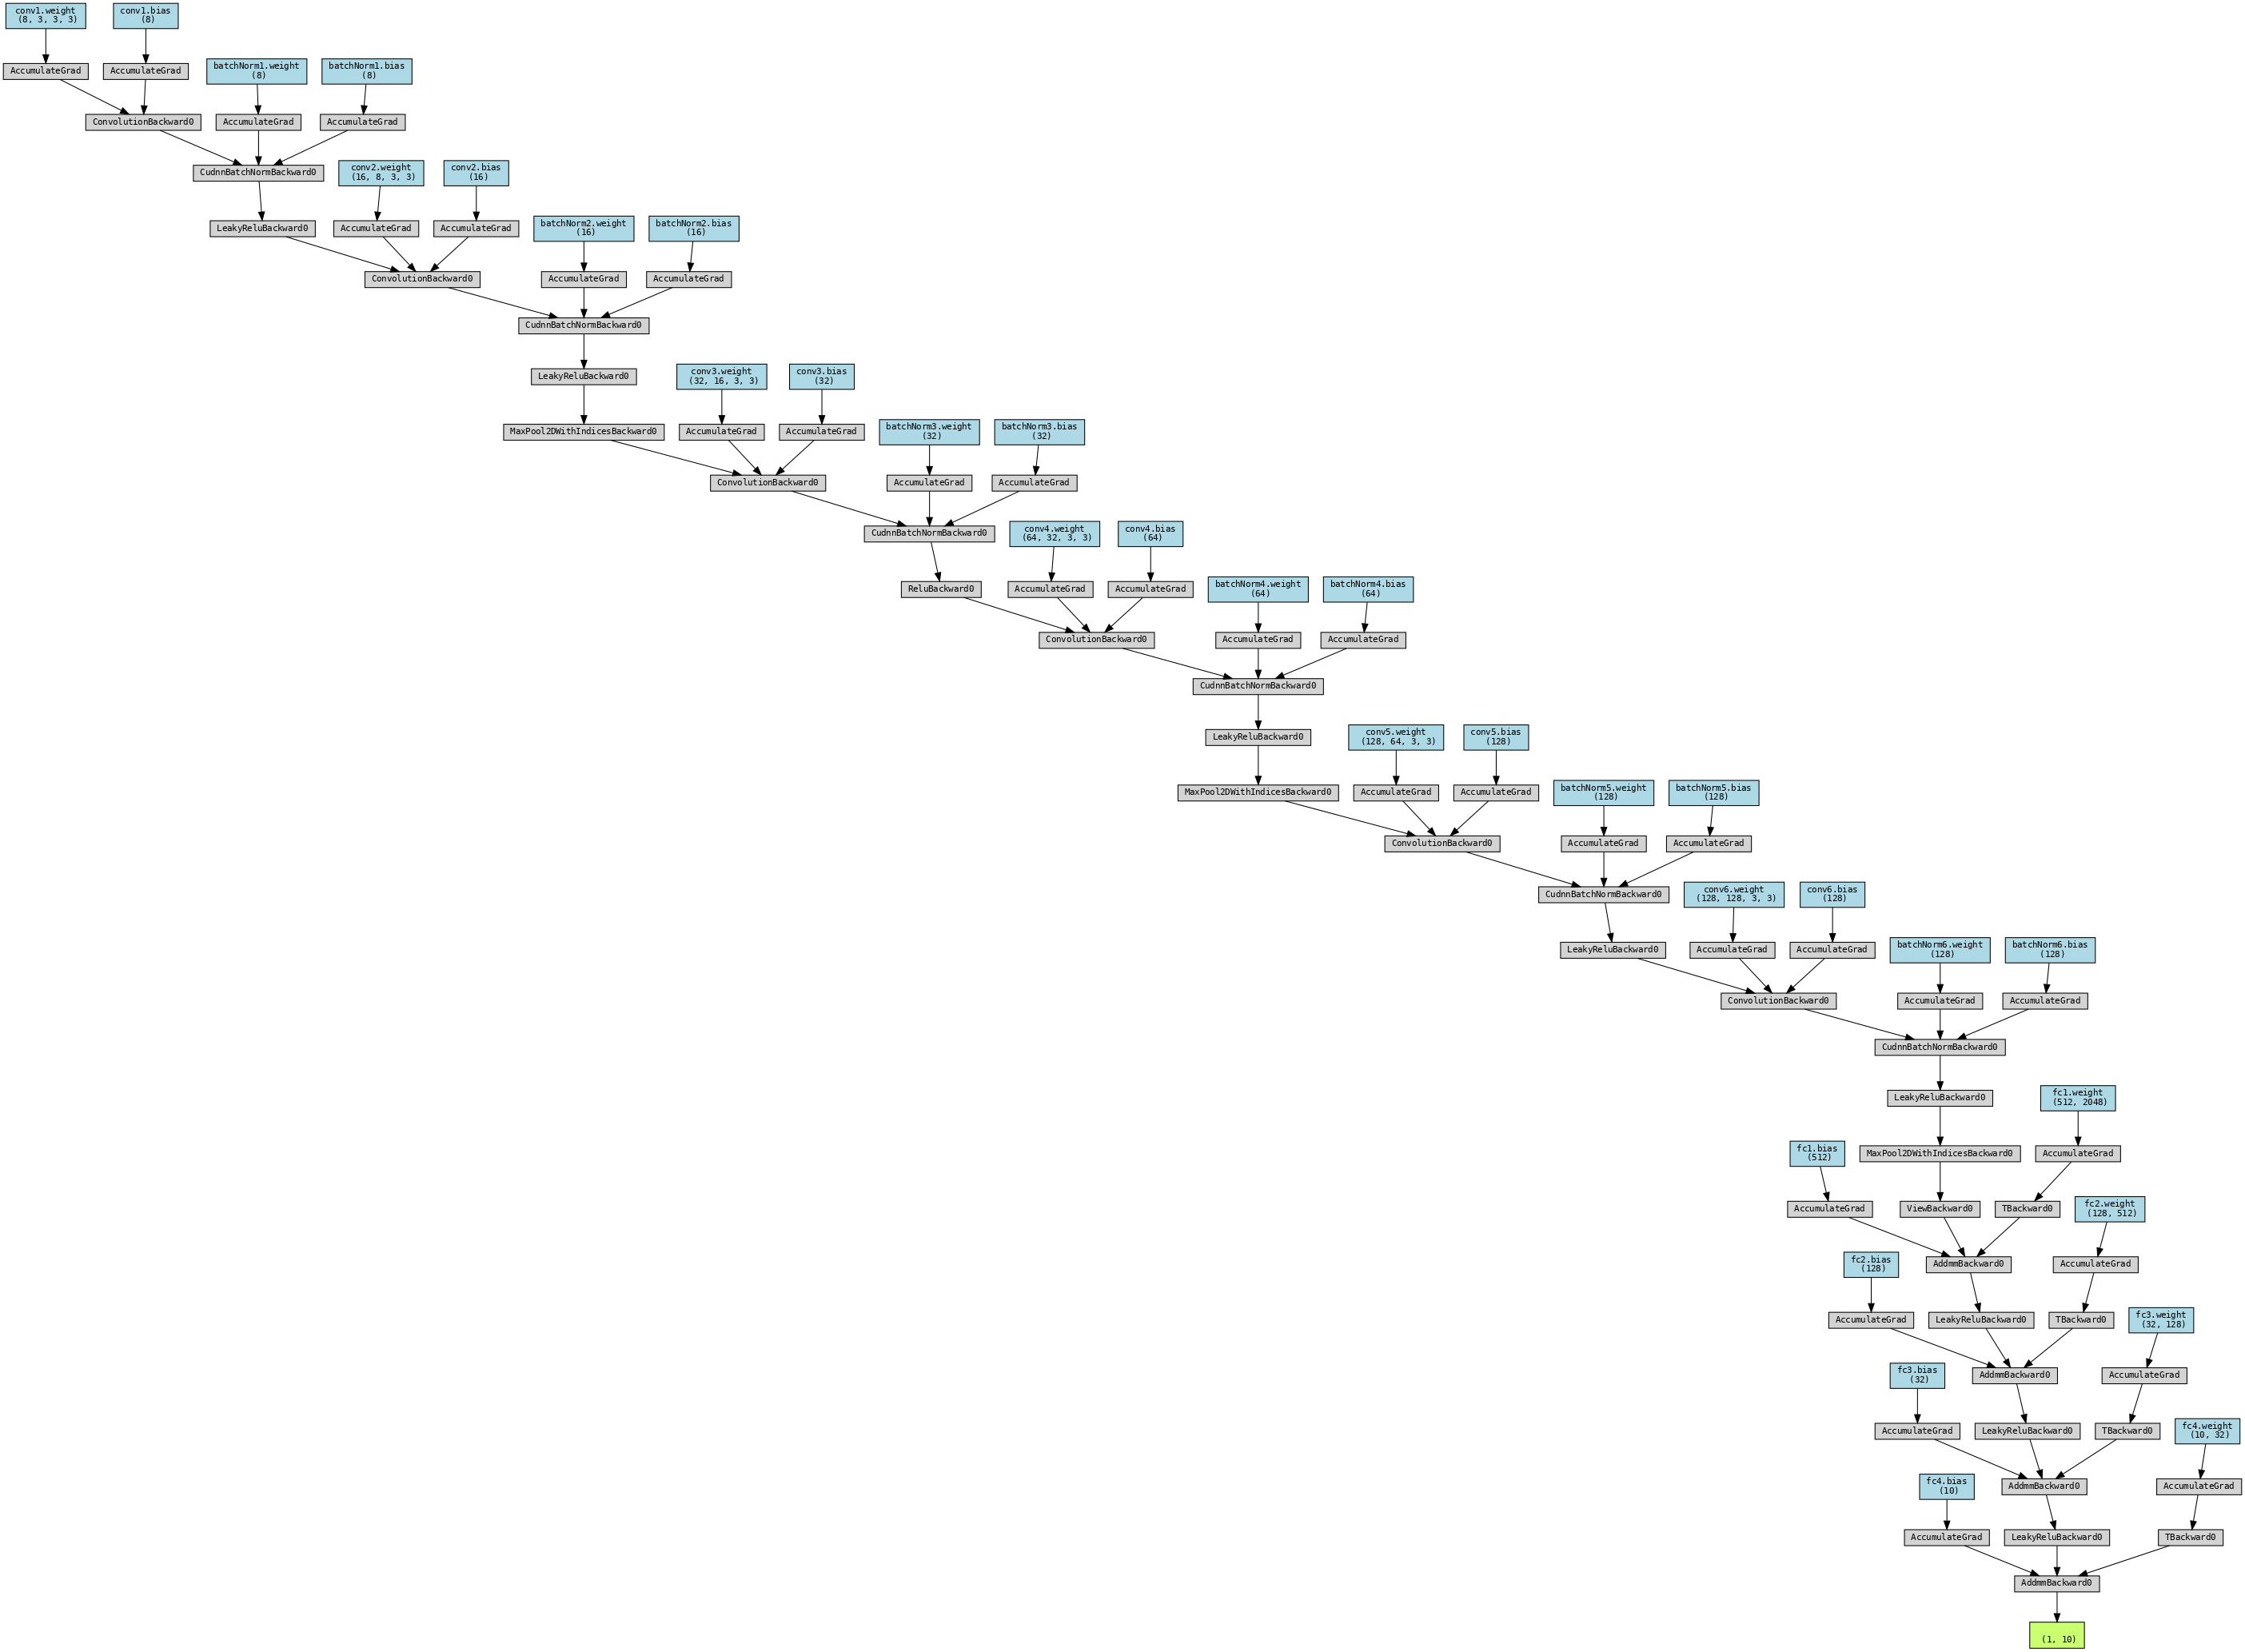 conv1.weight
(8, 3, 3, 3)
conv1.bias
(8)
AccumulateGrad
AccumulateGrad
batchNorm1.weight
(8)
batchNorm1.bias
(8)
ConvolutionBackward0
AccumulateGrad
AccumulateGrad
CudnnBatchNormBackward0
conv2.weight
(16, 8, 3, 3)
conv2.bias
(16)
LeakyReluBackward0
AccumulateGrad
AccumulateGrad
batchNorm2.weight
(16)
batchNorm2.bias
(16)
ConvolutionBackward0
AccumulateGrad
AccumulateGrad
CudnnBatchNormBackward0
LeakyReluBackward0
conv3.weight
(32, 16, 3, 3)
conv3.bias
(32)
MaxPool2DWithIndicesBackward0
AccumulateGrad
AccumulateGrad
batchNorm3.weight
(32)
batchNorm3.bias
(32)
ConvolutionBackward0
AccumulateGrad
AccumulateGrad
CudnnBatchNormBackward0
conv4.weight
(64, 32, 3, 3)
conv4.bias
(64)
ReluBackward0
AccumulateGrad
AccumulateGrad
batchNorm4.weight
(64)
batchNorm4.bias
(64)
ConvolutionBackward0
AccumulateGrad
AccumulateGrad
CudnnBatchNormBackward0
LeakyReluBackward0
conv5.weight
(128, 64, 3, 3)
conv5.bias
(128)
MaxPool2DWithIndicesBackward0
AccumulateGrad
AccumulateGrad
batchNorm5.weight
(128)
batchNorm5.bias
(128)
ConvolutionBackward0
AccumulateGrad
AccumulateGrad
CudnnBatchNormBackward0
conv6.weight
(128, 128, 3, 3)
conv6.bias
(128)
LeakyReluBackward0
AccumulateGrad
AccumulateGrad
batchNorm6.weight
(128)
batchNorm6.bias
(128)
ConvolutionBackward0
AccumulateGrad
AccumulateGrad
CudnnBatchNormBackward0
LeakyReluBackward0
fc1.weight
(512, 2048)
fc1.bias
(512)
MaxPool2DWithIndicesBackward0
AccumulateGrad
AccumulateGrad
ViewBackward0
TBackward0
fc2.weight
(128, 512)
fc2.bias
(128)
AddmmBackward0
AccumulateGrad
AccumulateGrad
LeakyReluBackward0
TBackward0
fc3.weight
(32, 128)
fc3.bias
(32)
AddmmBackward0
AccumulateGrad
AccumulateGrad
LeakyReluBackward0
TBackward0
fc4.weight
(10, 32)
fc4.bias
(10)
AddmmBackward0
AccumulateGrad
AccumulateGrad
LeakyReluBackward0
TBackward0
AddmmBackward0
(1, 10)